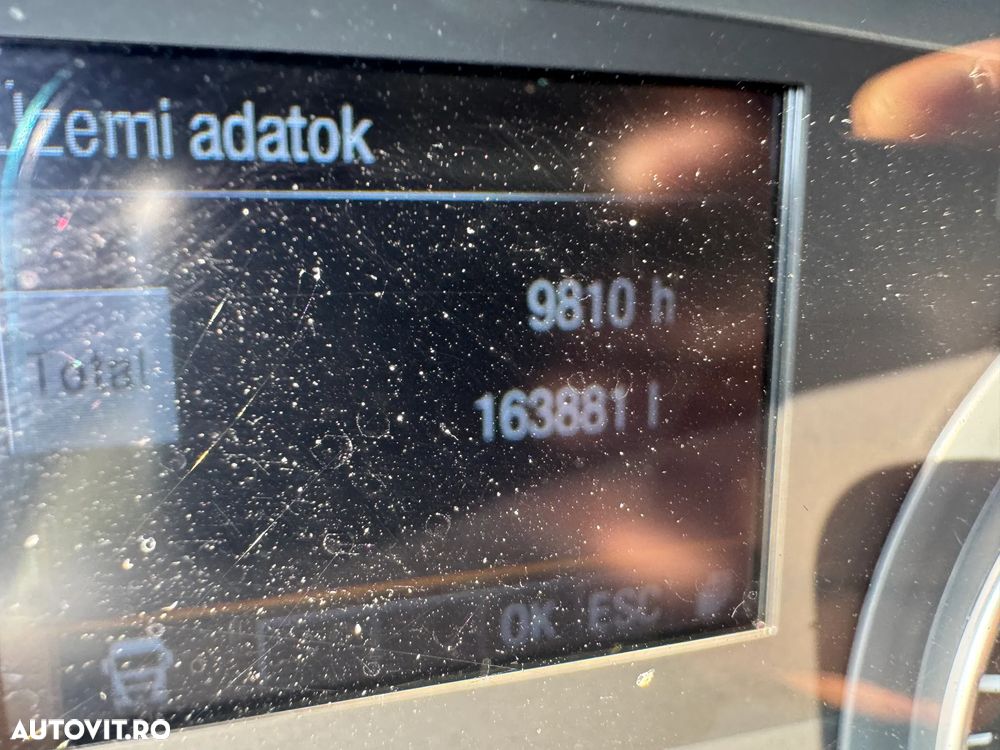 Üzemi adatok
9810 h
Total
163881 l
OK ESC
AUTOVIT.RO